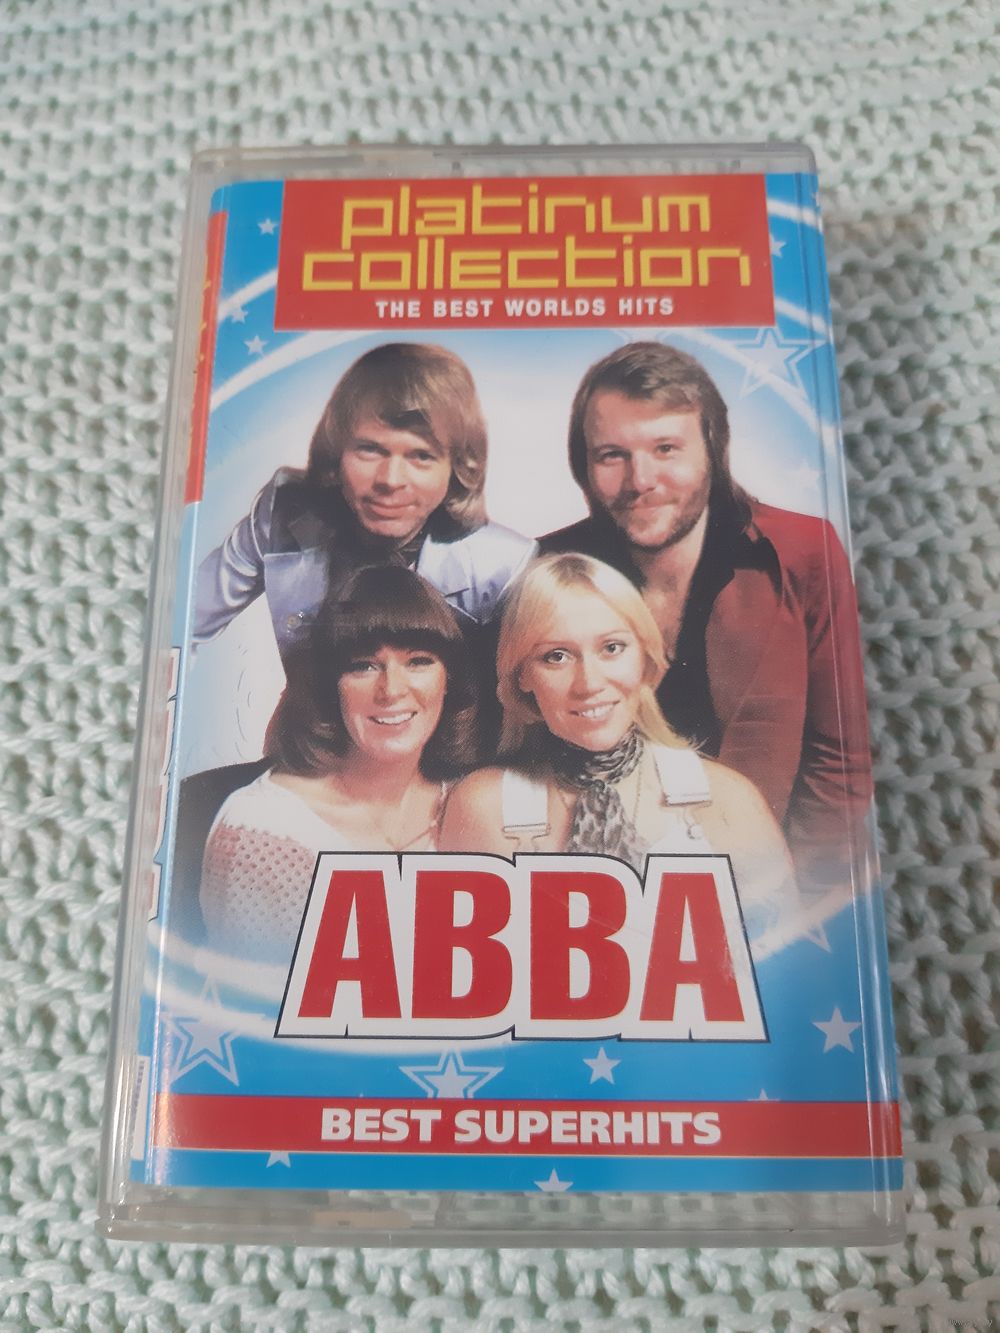 platinum
collection
THE BEST WORLDS HITS
ABBA
BEST SUPERHITS